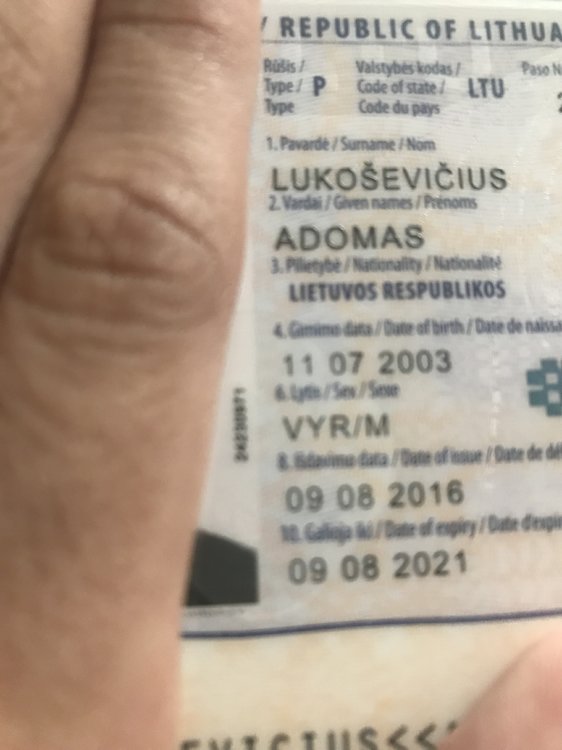 / REPUBLIC OF LITHUA
Rūšis / Valstybės kodas / Paso N
Type / P Code of state / LTU
Type Code du pays
1. Pavardė / Surname / Nom
LUKOŠEVIČIUS
2. Vardai / Given names / Prénoms
ADOMAS
3. Pilietybė / Nationality / Nationalité
LIETUVOS RESPUBLIKOS
4. Gimimo data / Date of birth / Date de naissa
11 07 2003
6. Lytis / Sex / Sexe
VYR/M
8. Išdavimo data / Date of issue / Date de dé
09 08 2016
10. Galioja iki / Date of expiry / Date d'expir
09 08 2021
EVICIUS<<